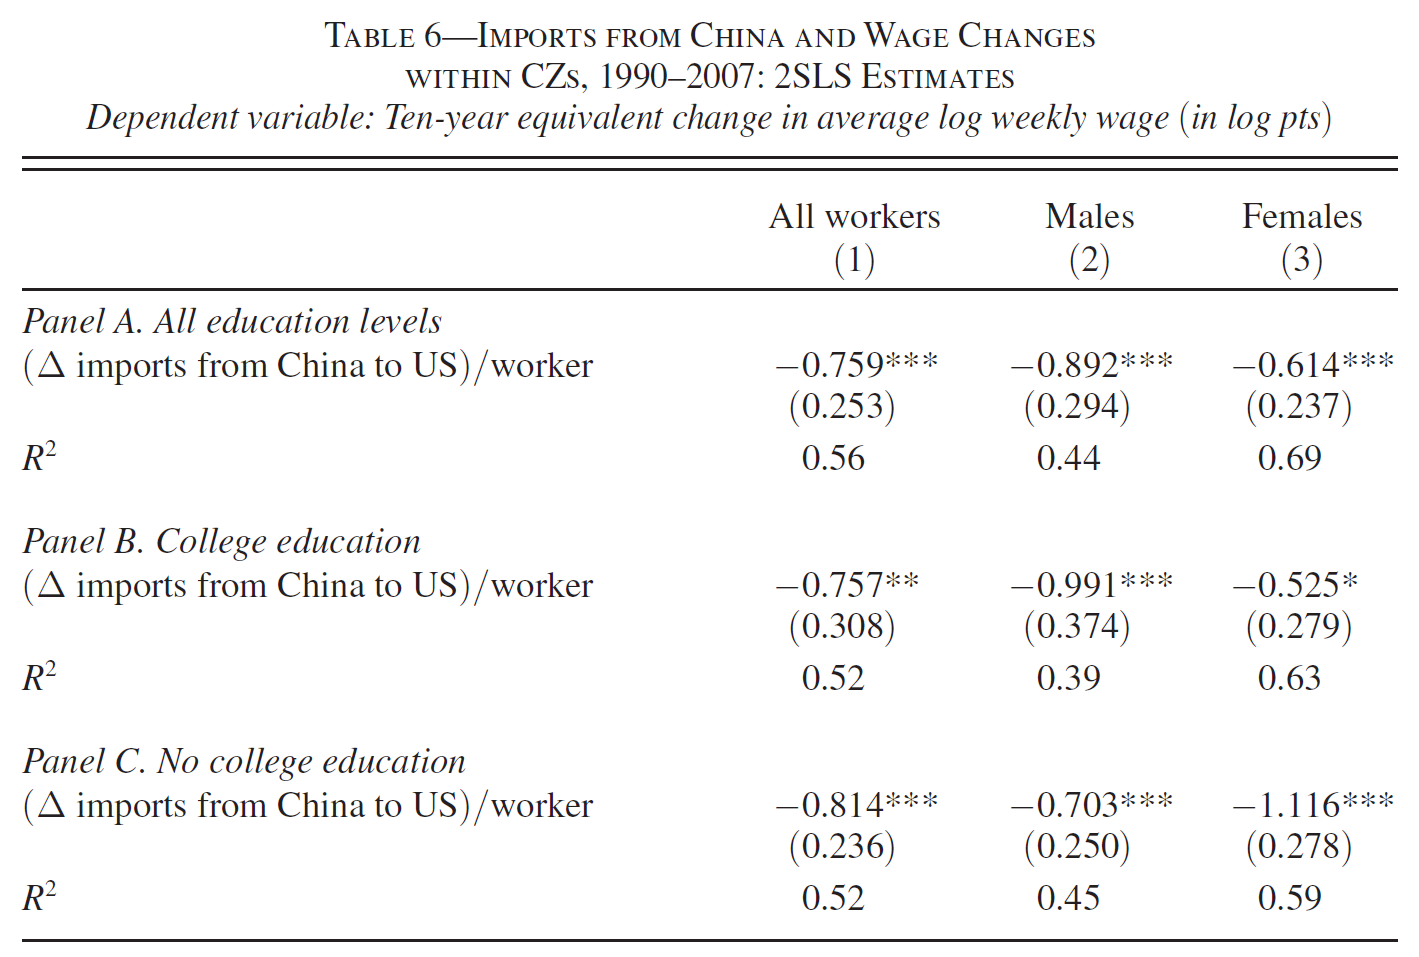 TABLE 6—IMPORTS FROM CHINA AND WAGE CHANGES
WITHIN CZS, 1990–2007: 2SLS ESTIMATES
Dependent variable: Ten-year equivalent change in average log weekly wage (in log pts)
All workers Males Females
(1) (2) (3)
Panel A. All education levels
(Δ imports from China to US)/worker −0.759*** −0.892*** −0.614***
(0.253) (0.294) (0.237)
R² 0.56 0.44 0.69
Panel B. College education
(Δ imports from China to US)/worker −0.757** −0.991*** −0.525*
(0.308) (0.374) (0.279)
R² 0.52 0.39 0.63
Panel C. No college education
(Δ imports from China to US)/worker −0.814*** −0.703*** −1.116***
(0.236) (0.250) (0.278)
R² 0.52 0.45 0.59